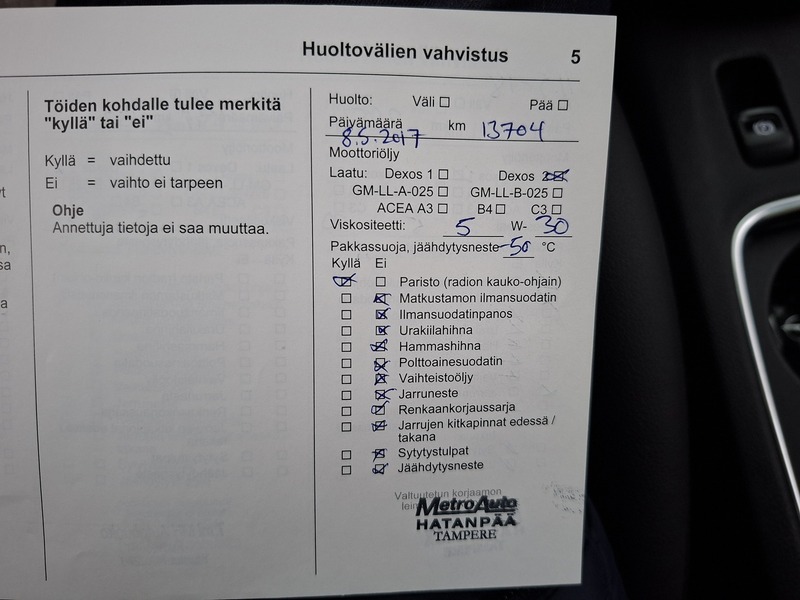 Huoltovälien vahvistus 5
Töiden kohdalle tulee merkitä
"kyllä" tai "ei"
Kyllä = vaihdettu
Ei = vaihto ei tarpeen
Ohje
Annettuja tietoja ei saa muuttaa.
Huolto: Väli ☐ Pää ☐
Päivämäärä 8.5.2017 km 13704
Moottoriöljy
Laatu: Dexos 1 ☐ Dexos 2 ☒
GM-LL-A-025 ☐ GM-LL-B-025 ☐
ACEA A3 ☐ B4 ☐ C3 ☐
Viskositeetti: 5 W- 30
Pakkassuoja, jäähdytysneste -50 °C
Kyllä Ei
☒ ☐ Paristo (radion kauko-ohjain)
☐ ☒ Matkustamon ilmansuodatin
☐ ☒ Ilmansuodatinpanos
☐ ☒ Urakiilahihna
☐ ☒ Hammashihna
☐ ☒ Polttoainesuodatin
☐ ☒ Vaihteistoöljy
☐ ☒ Jarruneste
☐ ☒ Renkaankorjaussarja
☐ ☒ Jarrujen kitkapinnat edessä /
takana
☐ ☒ Sytytystulpat
☐ ☒ Jäähdytysneste
Valtuutetun korjaamon
MetroAuto
HATANPÄÄ
TAMPERE